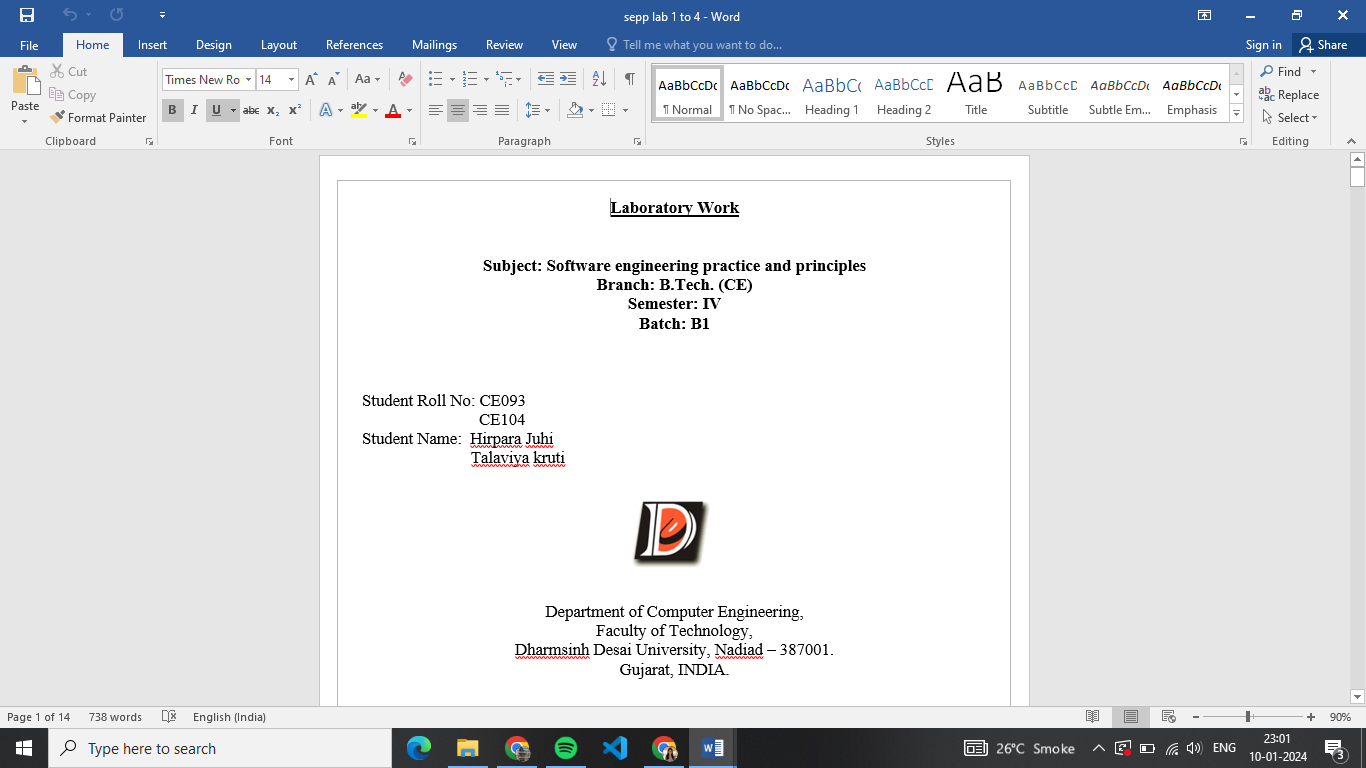 sepp lab 1 to 4 - Word
File Home Insert Design Layout References Mailings Review View Tell me what you want to do... Sign in Share
Paste
Cut
Copy
Format Painter
Clipboard
Times New Ro 14
Aa
B I U abc x₂ x² A ab A
Font
Paragraph
AaBbCcDc AaBbCcDc AaBbCc AaBbCcD AaB AaBbCcD AaBbCcDc AaBbCcDc
¶ Normal ¶ No Spac... Heading 1 Heading 2 Title Subtitle Subtle Em... Emphasis
Styles
Find
Replace
Select
Editing
Laboratory Work
Subject: Software engineering practice and principles
Branch: B.Tech. (CE)
Semester: IV
Batch: B1
Student Roll No: CE093
CE104
Student Name: Hirpara Juhi
Talaviya kruti
Department of Computer Engineering,
Faculty of Technology,
Dharmsinh Desai University, Nadiad – 387001.
Gujarat, INDIA.
Page 1 of 14 738 words English (India) 90%
Type here to search
26°C Smoke
ENG
23:01
10-01-2024
3